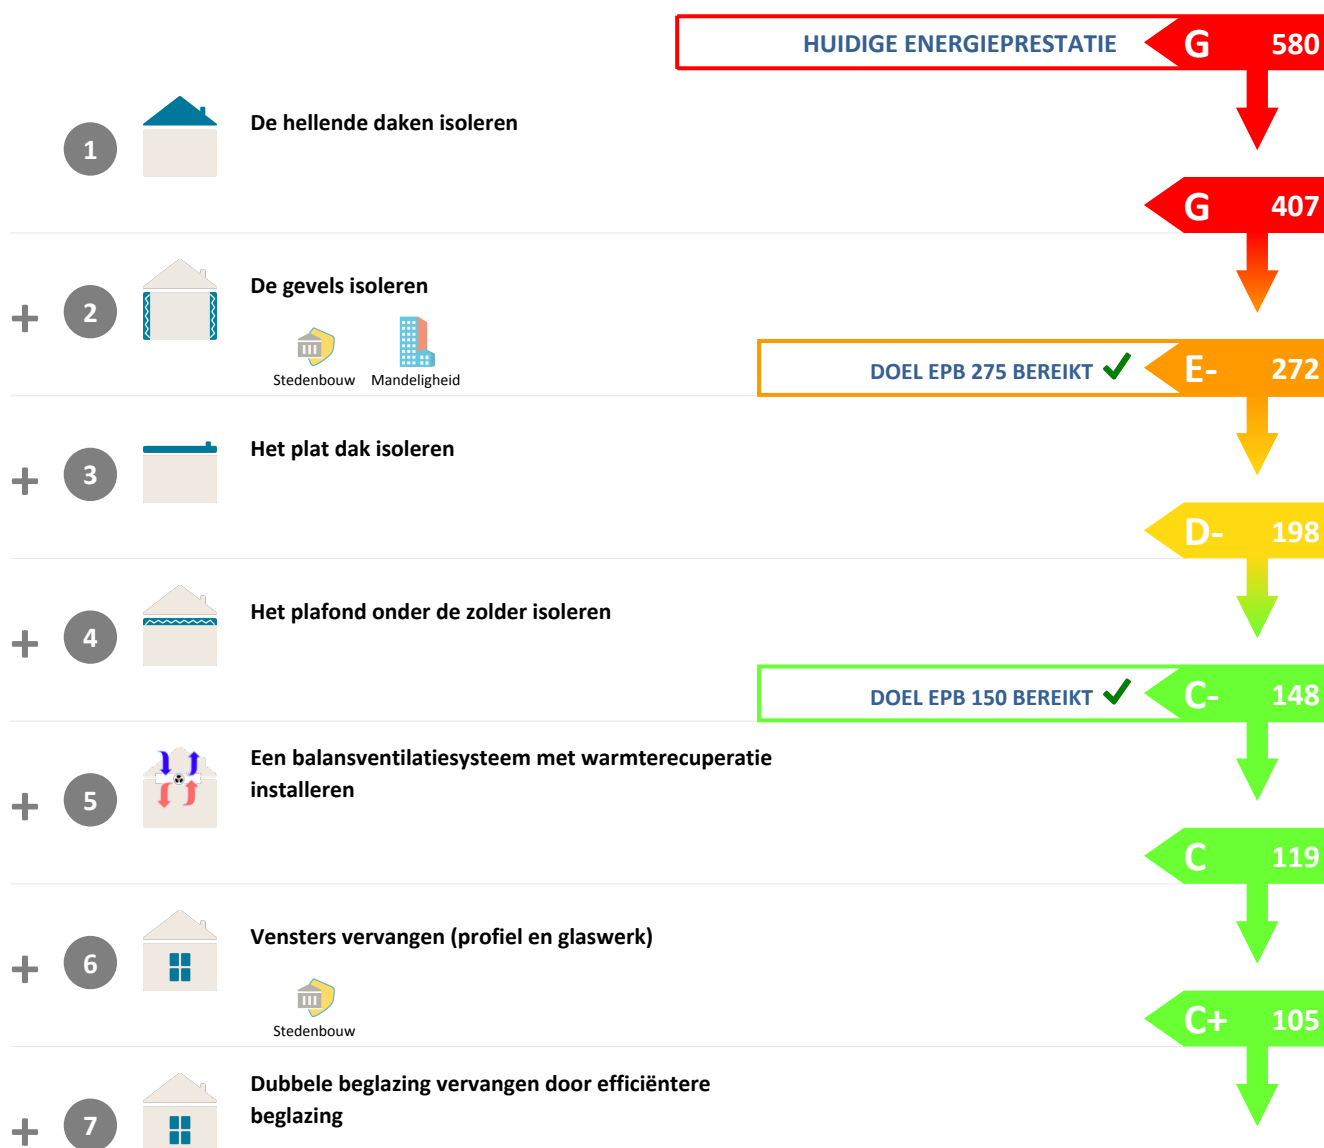 HUIDIGE ENERGIEPRESTATIE G 580
1 De hellende daken isoleren
G 407
+ 2 De gevels isoleren
Stedenbouw Mandeligheid
DOEL EPB 275 BEREIKT ✓ E- 272
+ 3 Het plat dak isoleren
D- 198
+ 4 Het plafond onder de zolder isoleren
DOEL EPB 150 BEREIKT ✓ C- 148
Een balansventilatiesysteem met warmterecuperatie
+ 5 installeren
C 119
+ 6 Vensters vervangen (profiel en glaswerk)
Stedenbouw
C+ 105
Dubbele beglazing vervangen door efficiëntere
+ 7 beglazing